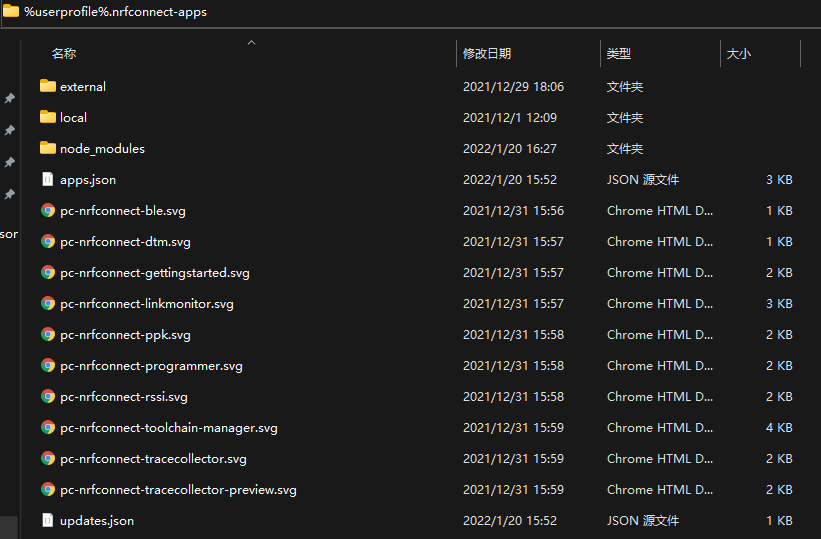 %userprofile%.nrfconnect-apps
名称 修改日期 类型 大小
external 2021/12/29 18:06 文件夹
local 2021/12/1 12:09 文件夹
node_modules 2022/1/20 16:27 文件夹
apps.json 2022/1/20 15:52 JSON 源文件 3 KB
pc-nrfconnect-ble.svg 2021/12/31 15:56 Chrome HTML D... 1 KB
pc-nrfconnect-dtm.svg 2021/12/31 15:57 Chrome HTML D... 1 KB
son
pc-nrfconnect-gettingstarted.svg 2021/12/31 15:57 Chrome HTML D... 2 KB
pc-nrfconnect-linkmonitor.svg 2021/12/31 15:57 Chrome HTML D... 3 KB
pc-nrfconnect-ppk.svg 2021/12/31 15:58 Chrome HTML D... 2 KB
pc-nrfconnect-programmer.svg 2021/12/31 15:58 Chrome HTML D... 2 KB
pc-nrfconnect-rssi.svg 2021/12/31 15:58 Chrome HTML D... 2 KB
pc-nrfconnect-toolchain-manager.svg 2021/12/31 15:59 Chrome HTML D... 4 KB
pc-nrfconnect-tracecollector.svg 2021/12/31 15:59 Chrome HTML D... 2 KB
pc-nrfconnect-tracecollector-preview.svg 2021/12/31 15:59 Chrome HTML D... 2 KB
updates.json 2022/1/20 15:52 JSON 源文件 1 KB